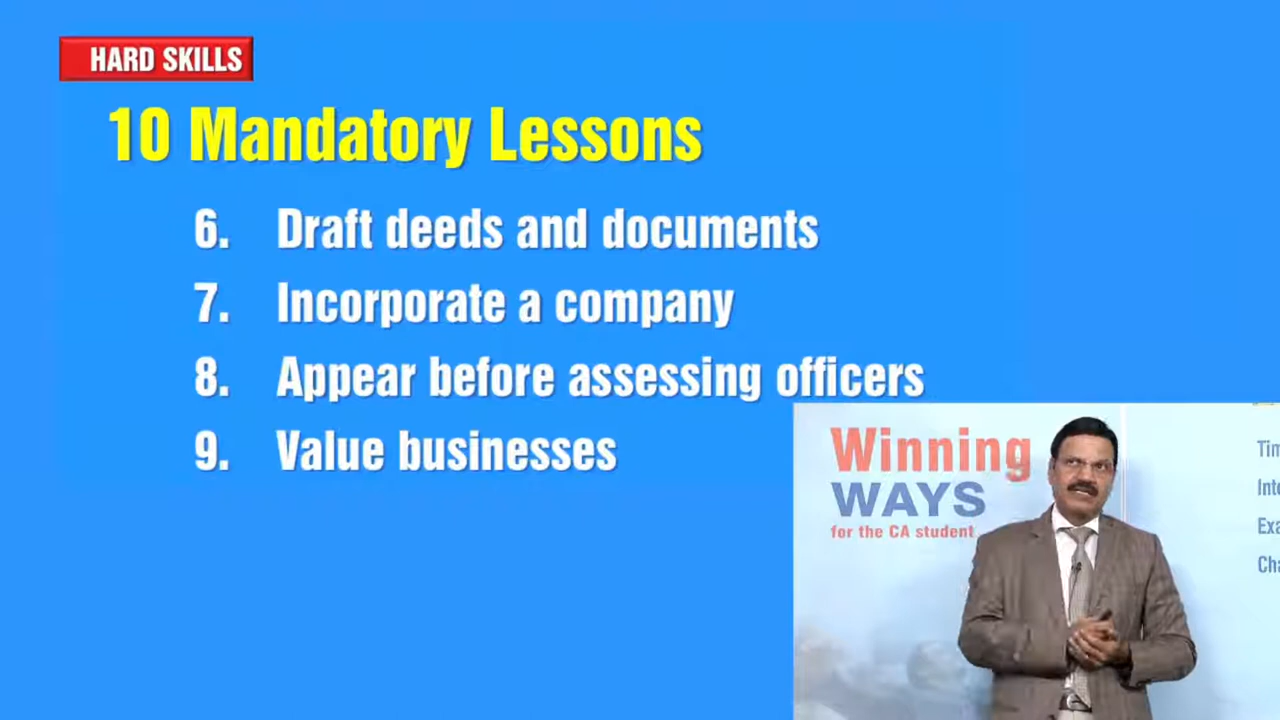 HARD SKILLS
10 Mandatory Lessons
6. Draft deeds and documents
7. Incorporate a company
8. Appear before assessing officers
9. Value businesses
Winning
WAYS
for the CA student